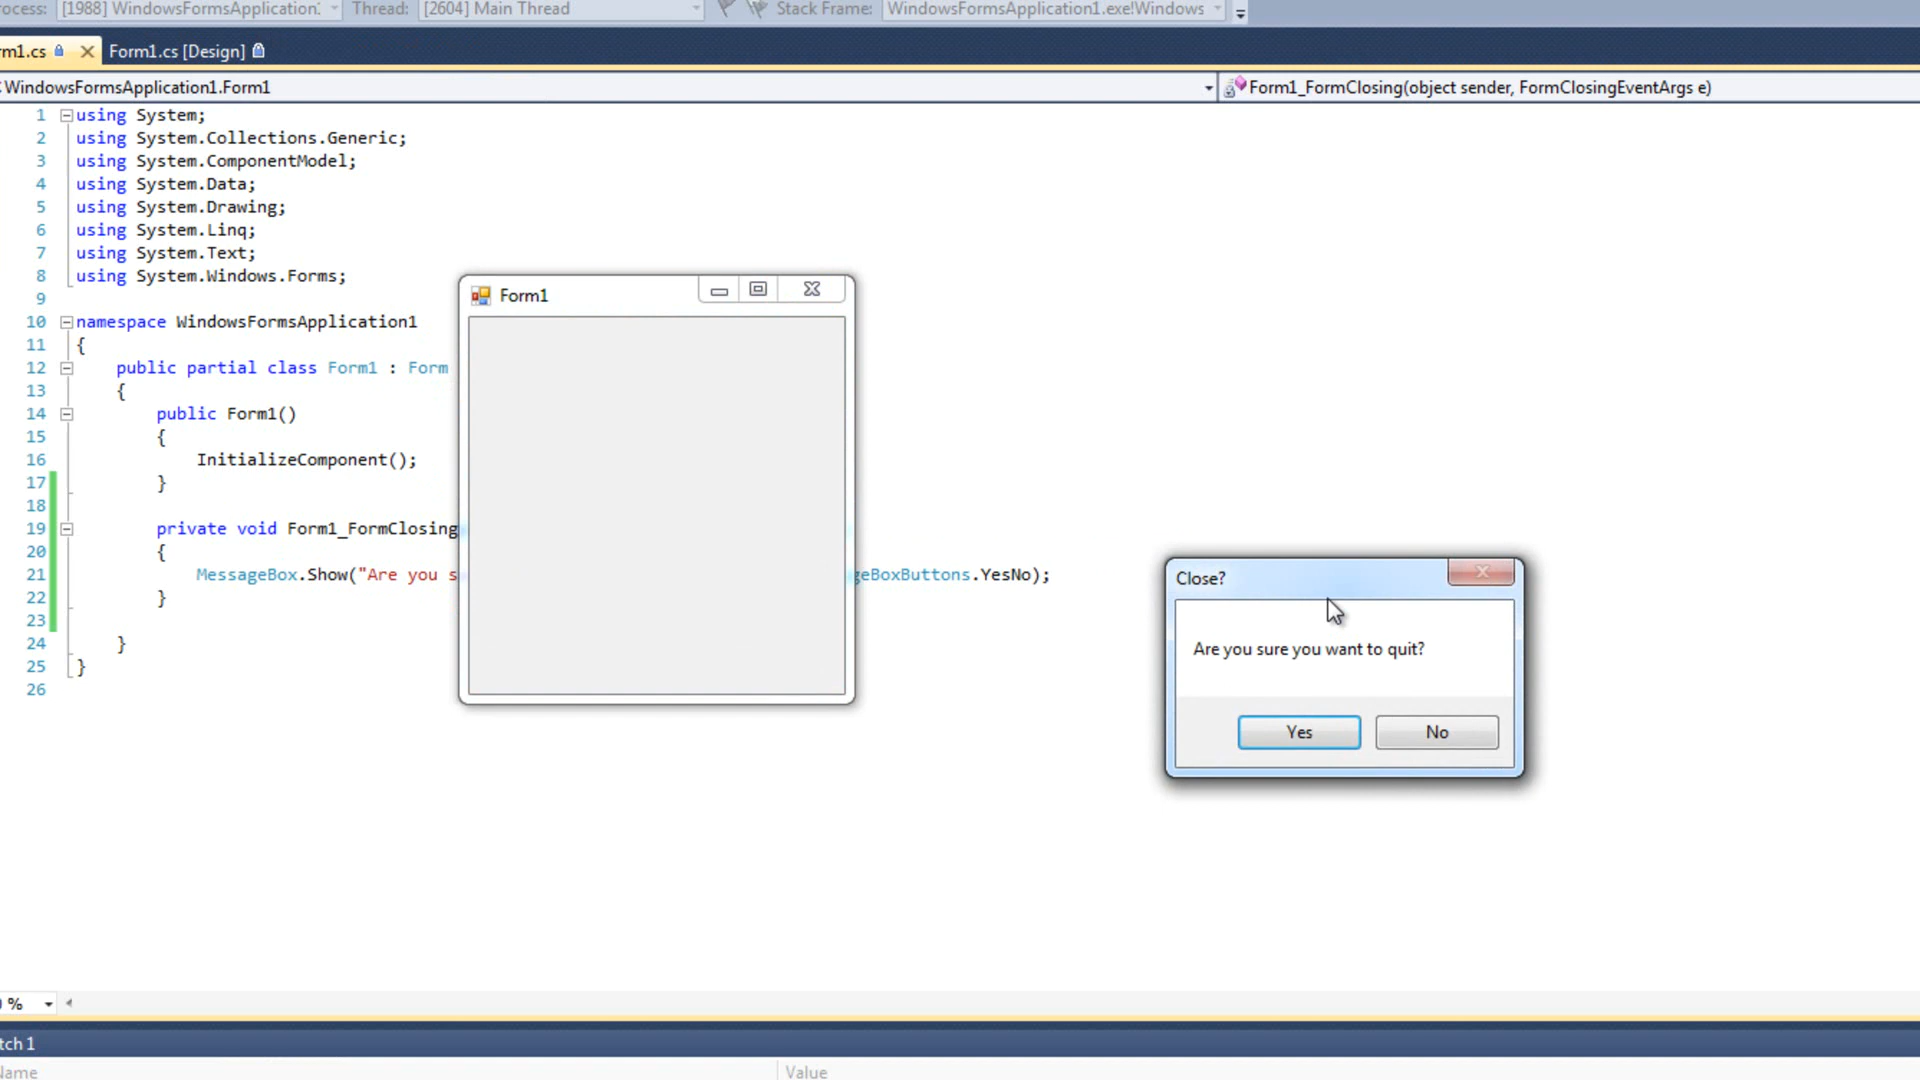 rocess: [1988] WindowsFormsApplication: Thread: [2604] Main Thread Stack Frame: WindowsFormsApplication1.exe!Windows
rm1.cs Form1.cs [Design]
WindowsFormsApplication1.Form1 Form1_FormClosing(object sender, FormClosingEventArgs e)
1 using System;
2 using System.Collections.Generic;
3 using System.ComponentModel;
4 using System.Data;
5 using System.Drawing;
6 using System.Linq;
7 using System.Text;
8 using System.Windows.Forms;
9
10 namespace WindowsFormsApplication1
11 {
12 public partial class Form1 : Form
13 {
14 public Form1()
15 {
16 InitializeComponent();
17 }
18
19 private void Form1_FormClosing
20 {
21 MessageBox.Show("Are you s geBoxButtons.YesNo);
22 }
23
24 }
25 }
26
Form1
Close?
Are you sure you want to quit?
Yes No
%
tch 1
Name Value